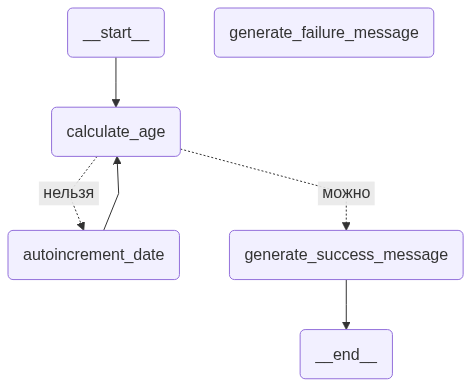 __start__
generate_failure_message
calculate_age
нельзя
можно
autoincrement_date
generate_success_message
__end__